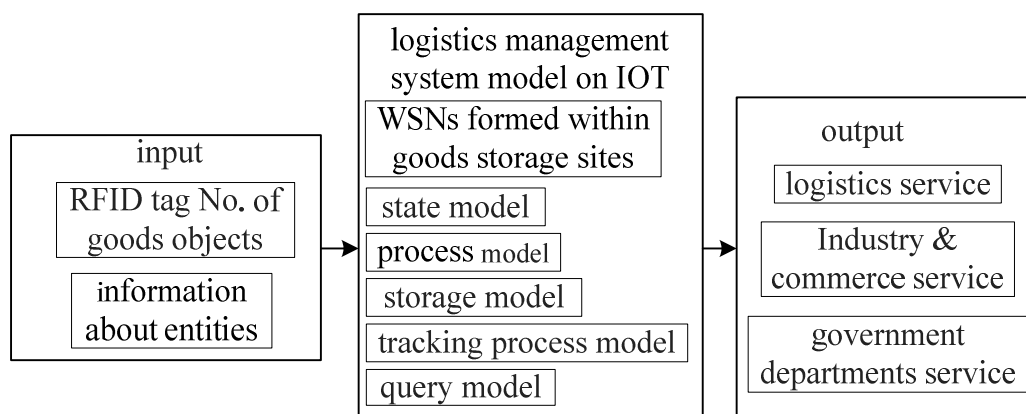 input
RFID tag No. of
goods objects
information
about entities
logistics management
system model on IOT
WSNs formed within
goods storage sites
state model
process model
storage model
tracking process model
query model
output
logistics service
Industry &
commerce service
government
departments service